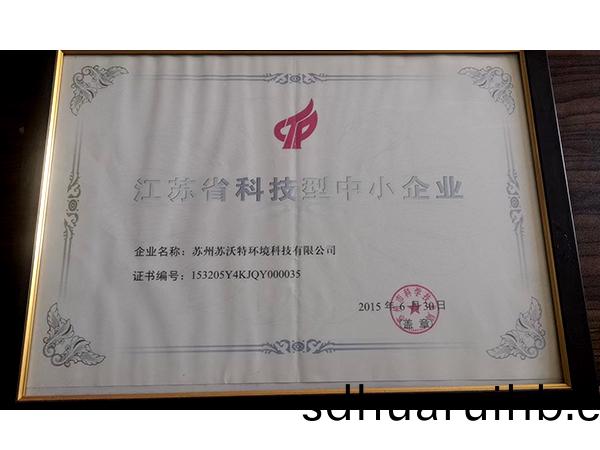 江苏省科技型中小企业
企业名称：苏州苏沃特环境科技有限公司
证书编号：153205Y4KJQY000035
2015年6月30日
(盖章)